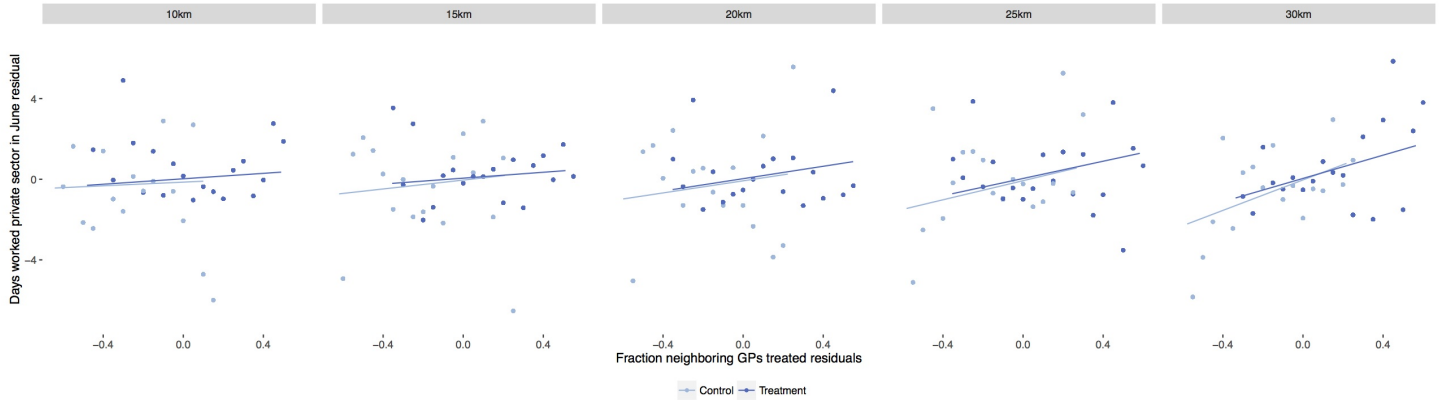 10km
15km
20km
25km
30km
Days worked private sector in June residual
4
0
−4
−0.4 0.0 0.4
−0.4 0.0 0.4
−0.4 0.0 0.4
−0.4 0.0 0.4
−0.4 0.0 0.4
Fraction neighboring GPs treated residuals
Control Treatment